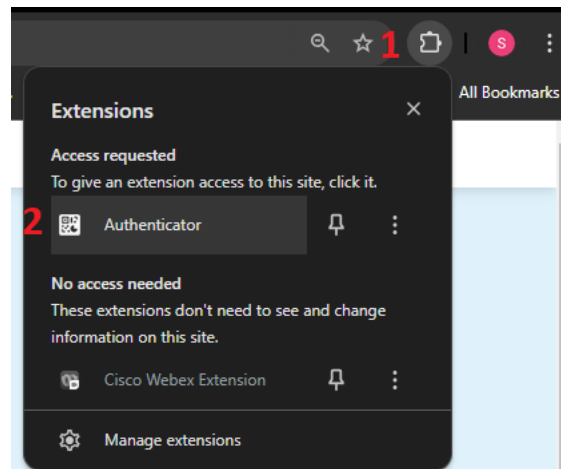 1
S
All Bookmarks
Extensions
Access requested
To give an extension access to this site, click it.
2
Authenticator
No access needed
These extensions don't need to see and change
information on this site.
Cisco Webex Extension
Manage extensions